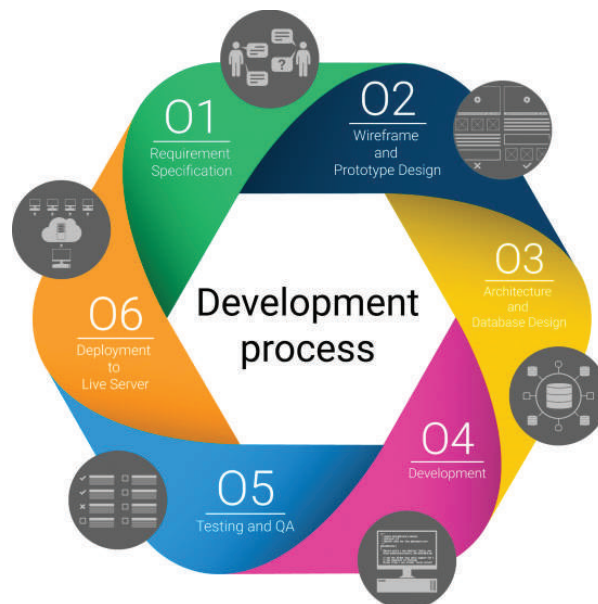 01
Requirement
Specification
02
Wireframe
and
Prototype Design
03
Architecture
and
Database Design
04
Development
05
Testing and QA
06
Deployment
to
Live Server
Development
process
?